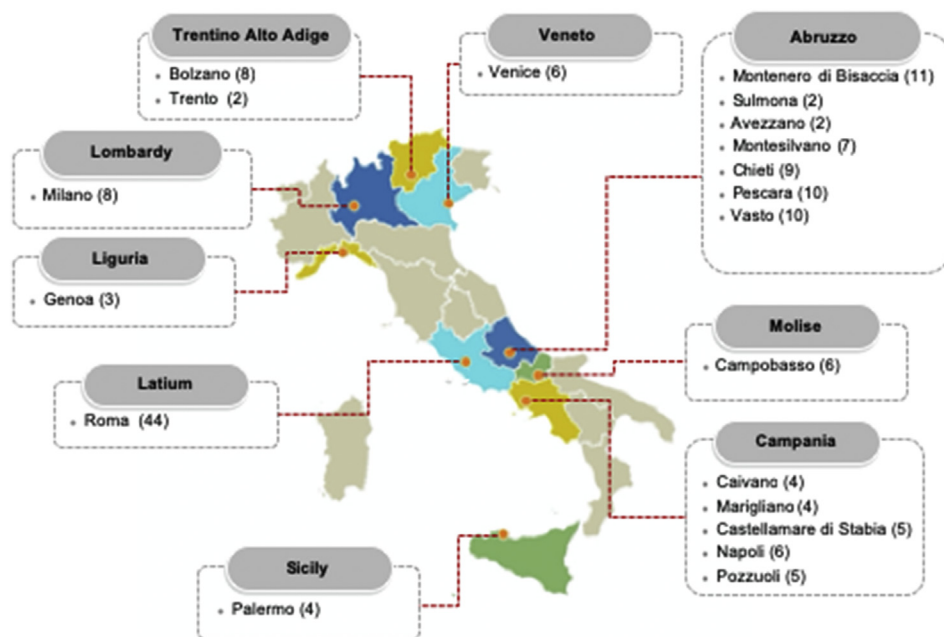 Trentino Alto Adige
• Bolzano (8)
• Trento (2)
Veneto
• Venice (6)
Abruzzo
• Montenero di Bisaccia (11)
• Sulmona (2)
• Avezzano (2)
• Montesilvano (7)
• Chieti (9)
• Pescara (10)
• Vasto (10)
Lombardy
• Milano (8)
Liguria
• Genoa (3)
Latium
• Roma (44)
Molise
• Campobasso (6)
Campania
• Caivano (4)
• Marigliano (4)
• Castellamare di Stabia (5)
• Napoli (6)
• Pozzuoli (5)
Sicily
• Palermo (4)